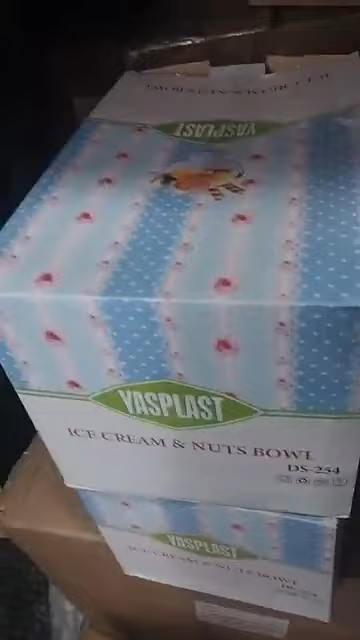 YASPLAST
YASPLAST
ICE CREAM & NUTS BOWL
DS-254
YASPLAST
ICE CREAM & NUTS BOWL